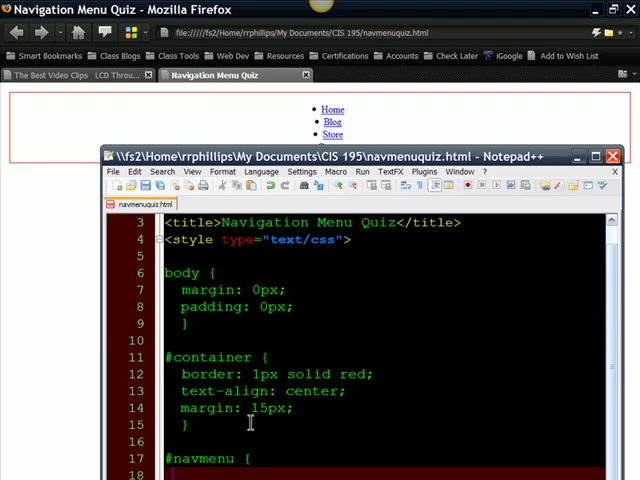 Navigation Menu Quiz - Mozilla Firefox
file://///fs2/Home/rrphillips/My Documents/CIS 195/navmenuquiz.html
Smart Bookmarks Class Blogs Class Tools Web Dev Resources Certifications Accounts Check Later iGoogle Add to Wish List
The Best Video Clips LCD Throu... Navigation Menu Quiz
Home
Blog
Store
\\fs2\Home\rrphillips\My Documents\CIS 195\navmenuquiz.html - Notepad++
File Edit Search View Format Language Settings Macro Run TextFX Plugins Window ? X
navmenuquiz.html
3 <title>Navigation Menu Quiz</title>
4 <style type="text/css">
5
6 body {
7 margin: 0px;
8 padding: 0px;
9 }
10
11 #container {
12 border: 1px solid red;
13 text-align: center;
14 margin: 15px;
15 }
16
17 #navmenu {
18